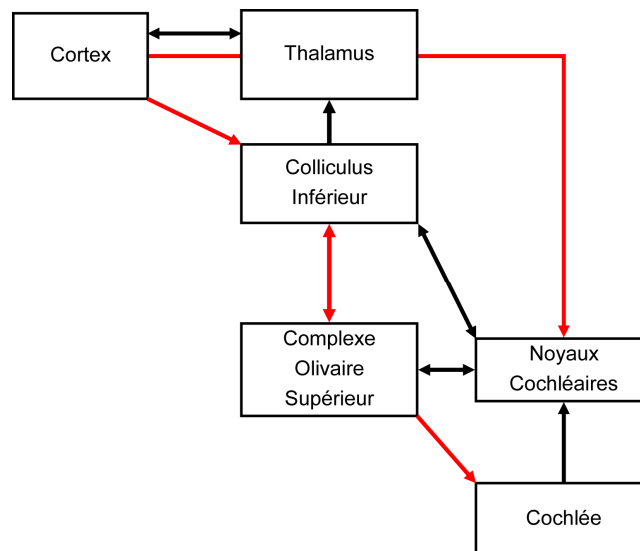 Cortex
Thalamus
Colliculus
Inférieur
Complexe
Olivaire
Supérieur
Noyaux
Cochléaires
Cochlée